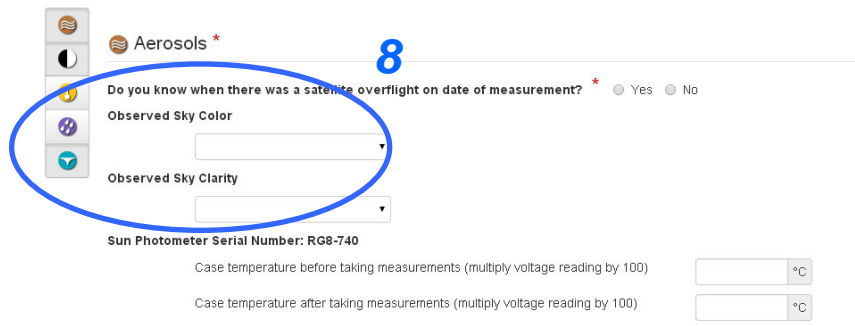 Aerosols *
8
Do you know when there was a satellite overflight on date of measurement? * Yes No
Observed Sky Color
Observed Sky Clarity
Sun Photometer Serial Number: RG8-740
Case temperature before taking measurements (multiply voltage reading by 100) °C
Case temperature after taking measurements (multiply voltage reading by 100) °C